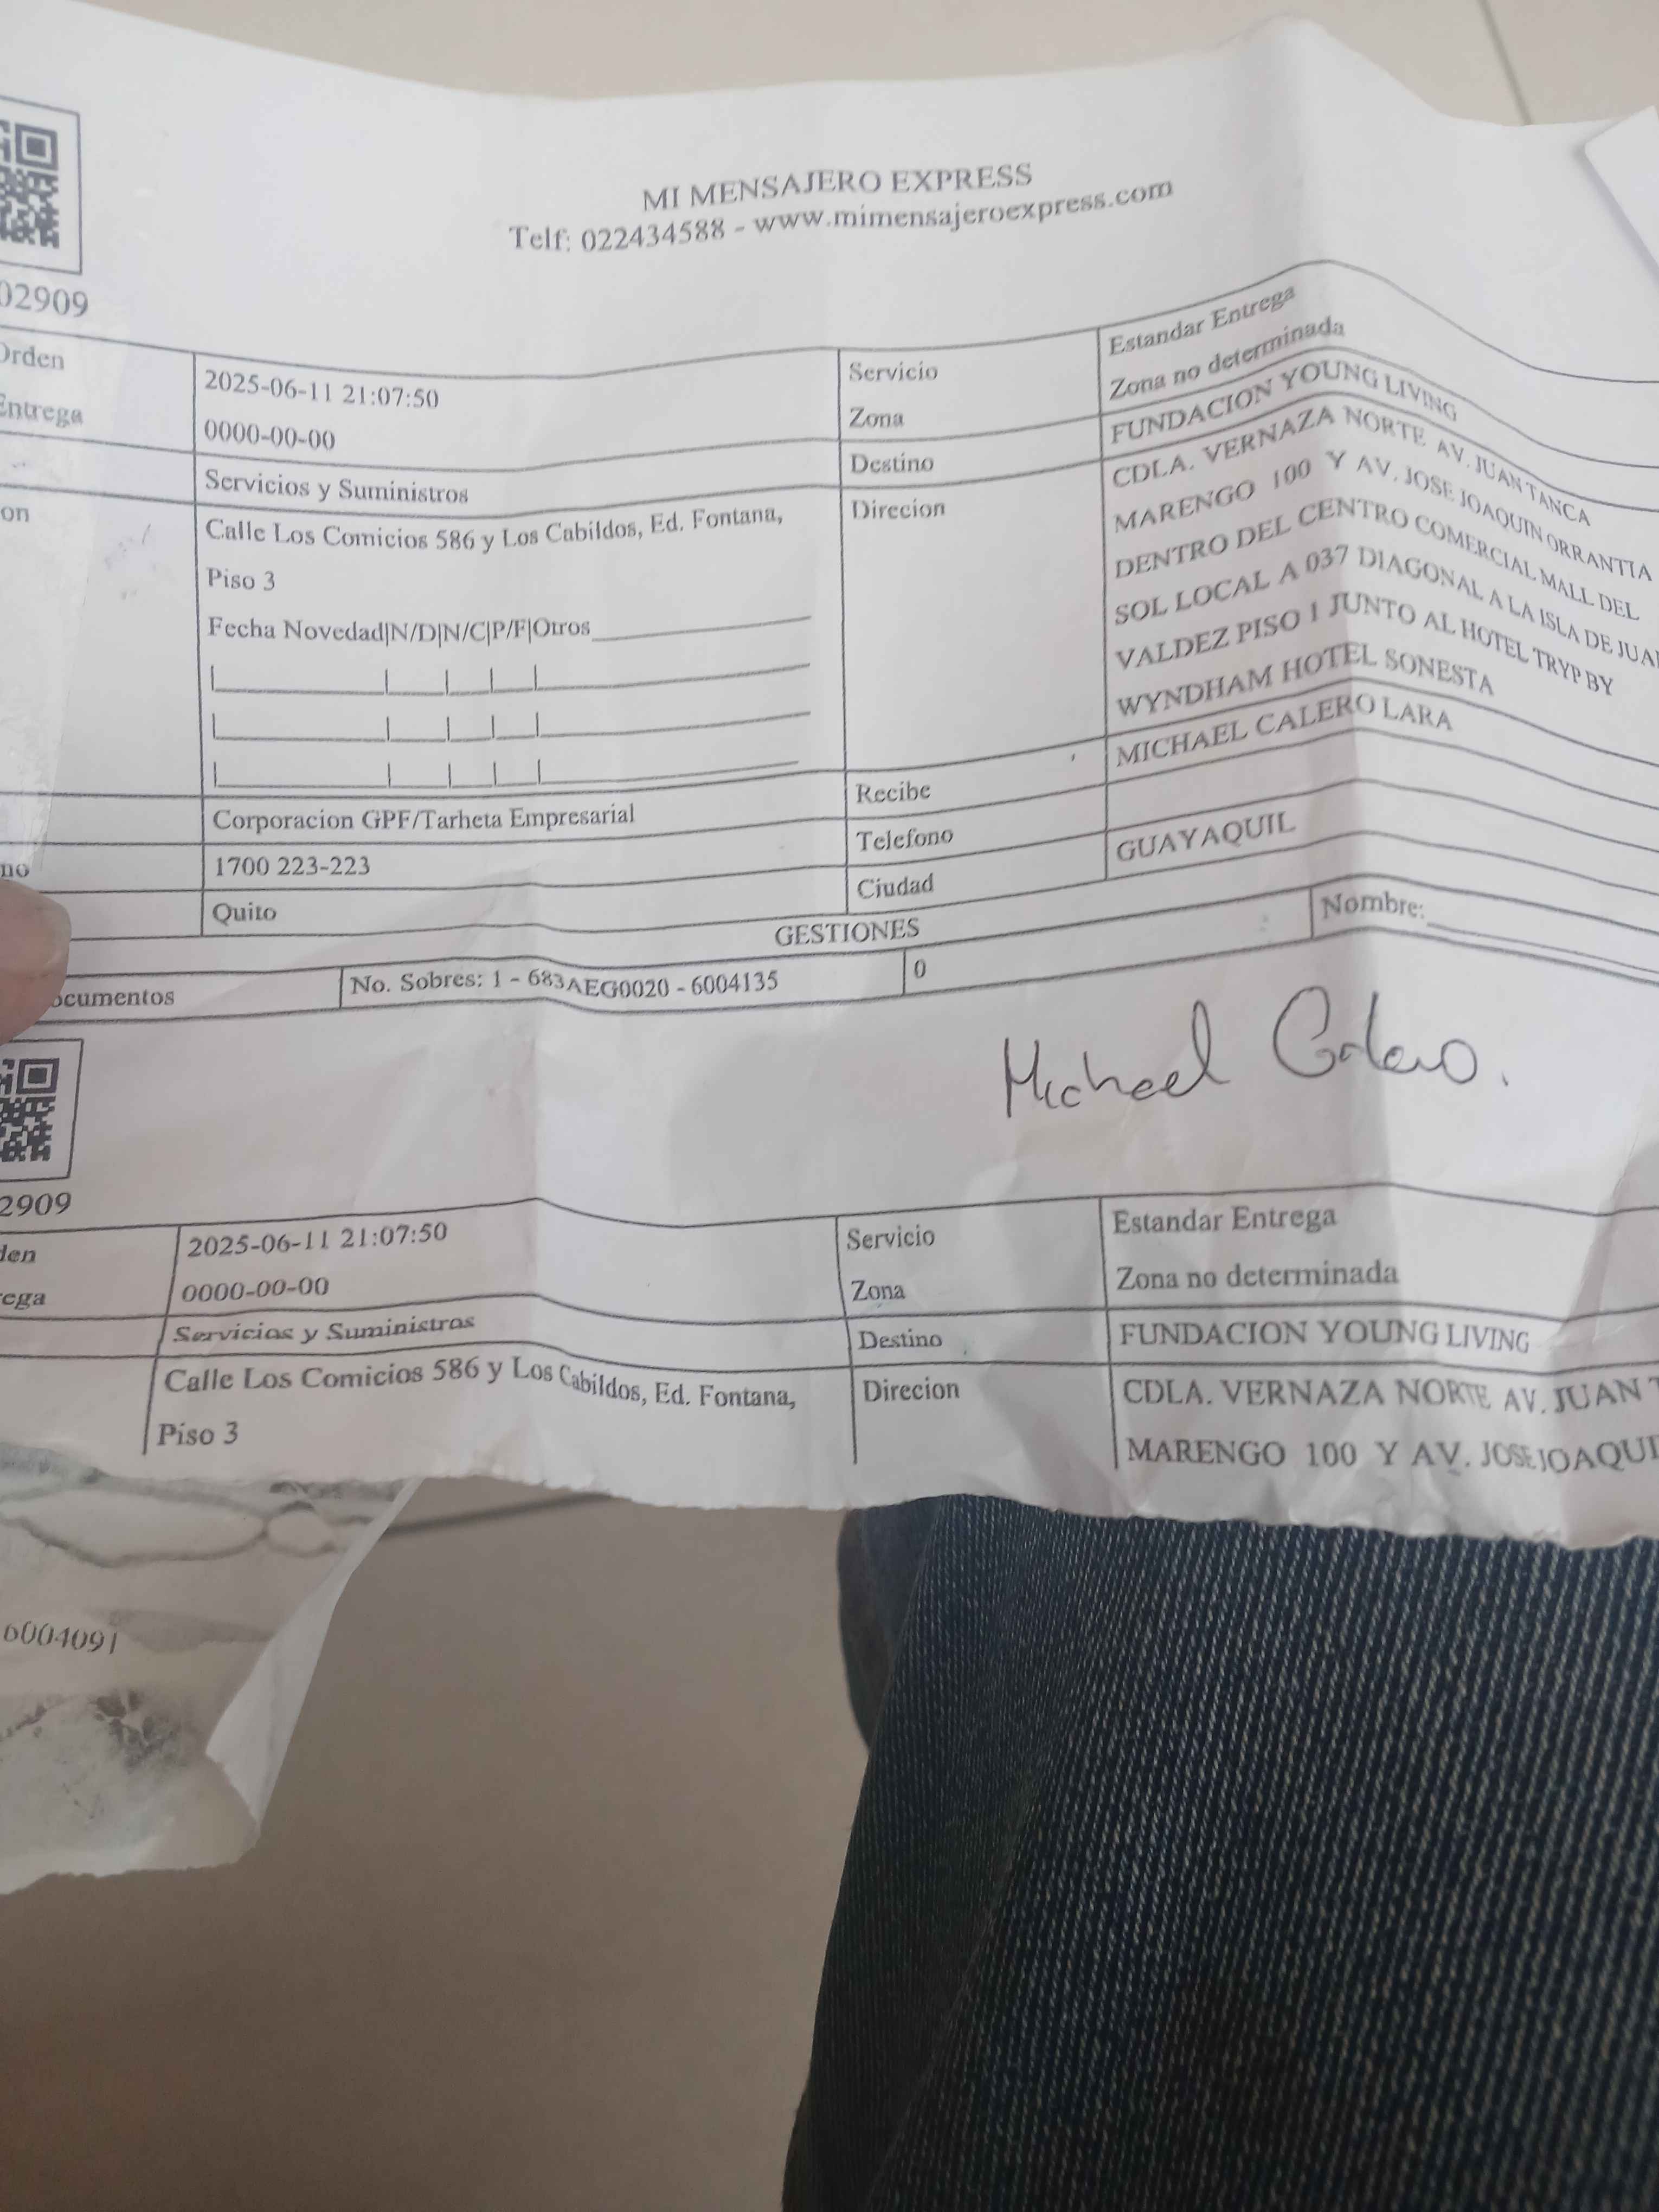 MI MENSAJERO EXPRESS
Telf: 022434588 - www.mimensajeroexpress.com
02909
Orden
2025-06-11 21:07:50
Servicio
Estandar Entrega
Entrega
0000-00-00
Zona
Zona no determinada
Servicios y Suministros
Destino
FUNDACION YOUNG LIVING
on
Calle Los Comicios 586 y Los Cabildos, Ed. Fontana,
Piso 3
Direcion
CDLA. VERNAZA NORTE AV. JUAN TANCA
MARENGO 100 Y AV. JOSE JOAQUIN ORRANTIA
DENTRO DEL CENTRO COMERCIAL MALL DEL
SOL LOCAL A 037 DIAGONAL A LA ISLA DE JUA
VALDEZ PISO 1 JUNTO AL HOTEL TRYP BY
WYNDHAM HOTEL SONESTA
Fecha Novedad|N/D|N/C|P/F|Otros
Corporacion GPF/Tarheta Empresarial
Recibe
MICHAEL CALERO LARA
no
1700 223-223
Telefono
Quito
Ciudad
GUAYAQUIL
GESTIONES
ocumentos
No. Sobres: 1 - 683AEG0020 - 6004135
0
Nombre:
Michael Calero.
2909
den
2025-06-11 21:07:50
Servicio
Estandar Entrega
rega
0000-00-00
Zona
Zona no determinada
Servicios y Suministros
Destino
FUNDACION YOUNG LIVING
Calle Los Comicios 586 y Los Cabildos, Ed. Fontana,
Piso 3
Direcion
CDLA. VERNAZA NORTE AV. JUAN T
MARENGO 100 Y AV. JOSE JOAQUI
6004091